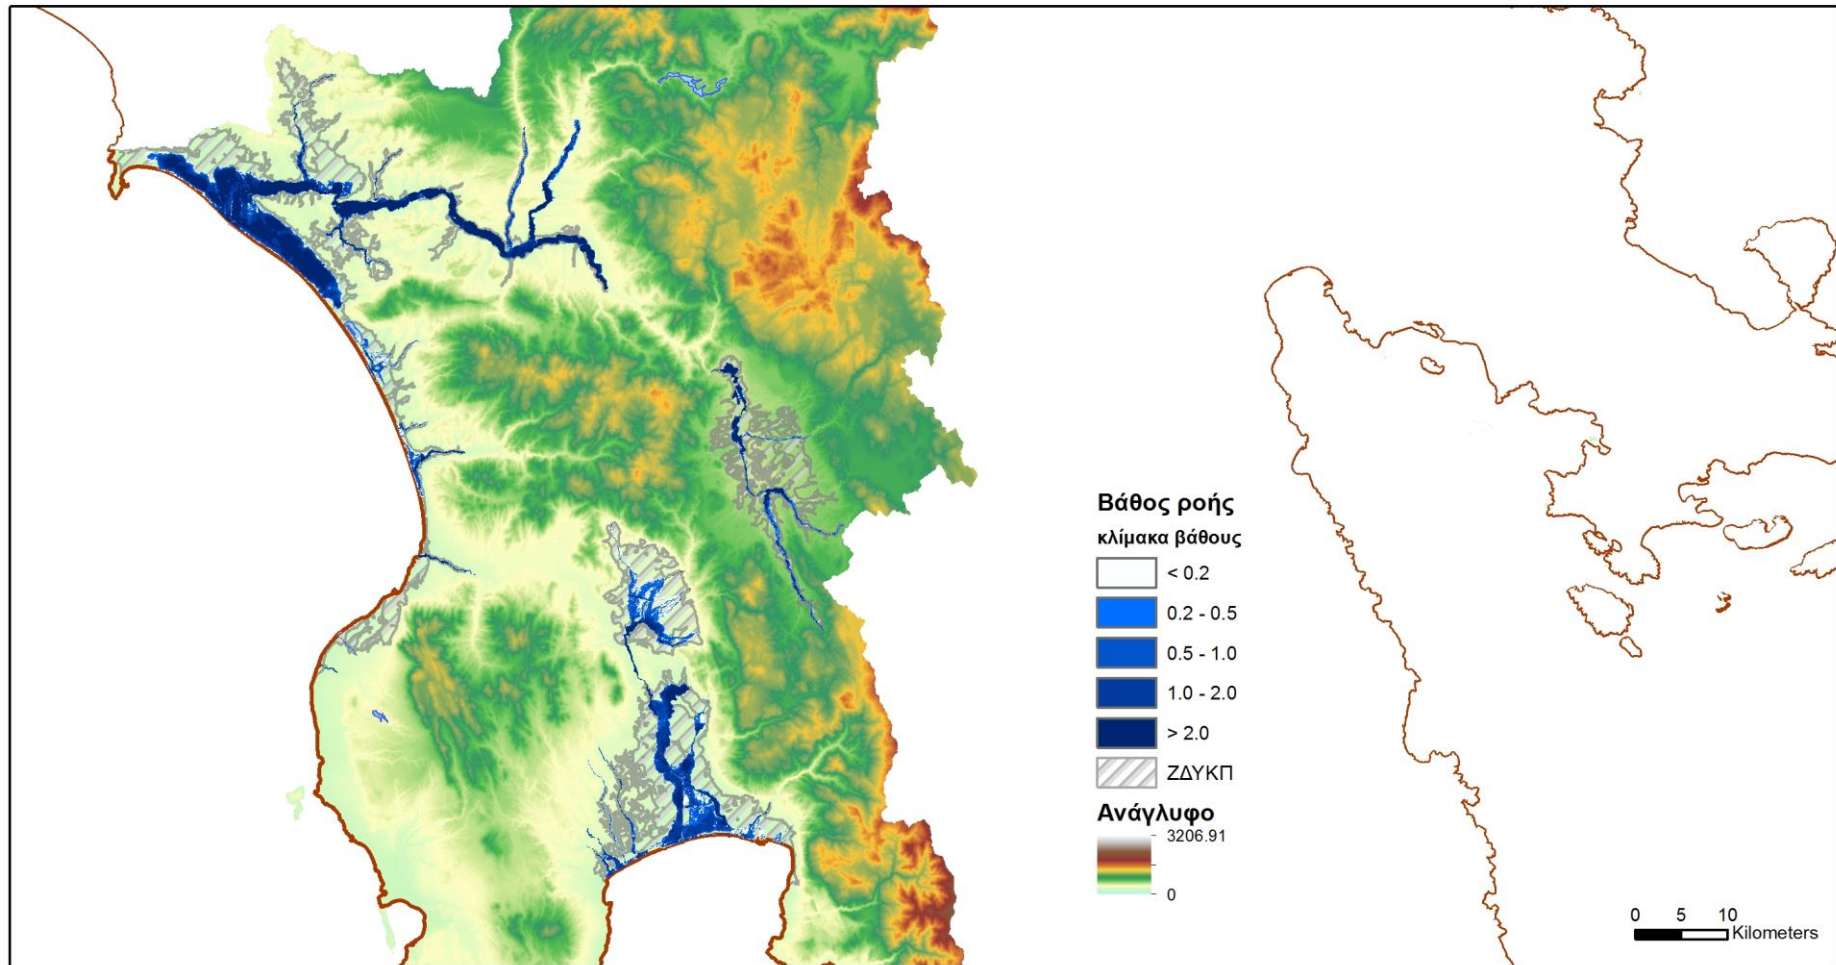 Βάθος ροής
κλίμακα βάθους
< 0.2
0.2 - 0.5
0.5 - 1.0
1.0 - 2.0
> 2.0
ΖΔΥΚΠ
Ανάγλυφο
3206.91
0
0 5 10
Kilometers